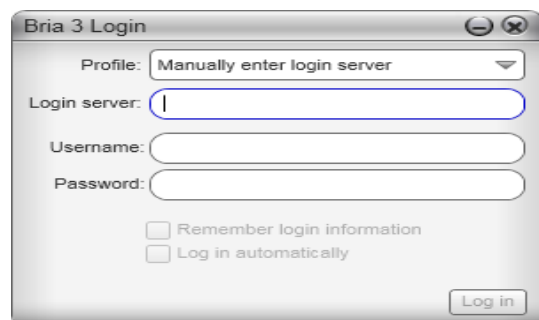 Bria 3 Login
Profile: Manually enter login server
Login server:
Username:
Password:
Remember login information
Log in automatically
Log in